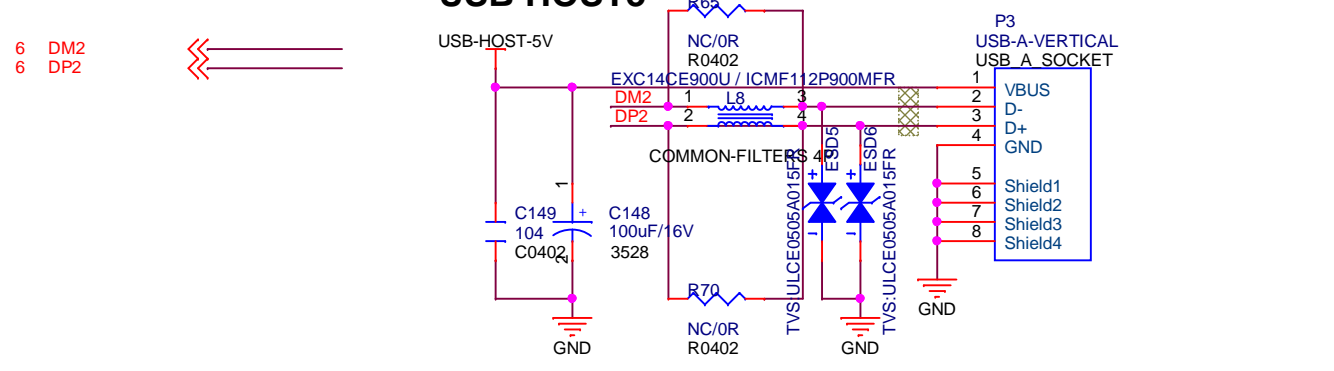 R65
P3
USB-HOST-5V
NC/0R
USB-A-VERTICAL
6 DM2
R0402
USB_A_SOCKET
6 DP2
EXC14CE900U / ICMF112P900MFR
1
VBUS
DM2
1
L8
3
2
D-
DP2
2
4
3
D+
4
GND
COMMON-FILTERS 4P
ESD5
ESD6
5
Shield1
6
Shield2
7
Shield3
8
Shield4
1
+
C149
104
C0402
2
C148
100uF/16V
3528
+
+
TVS:ULCE0505A015FR
TVS:ULCE0505A015FR
R70
NC/0R
R0402
GND
GND
GND